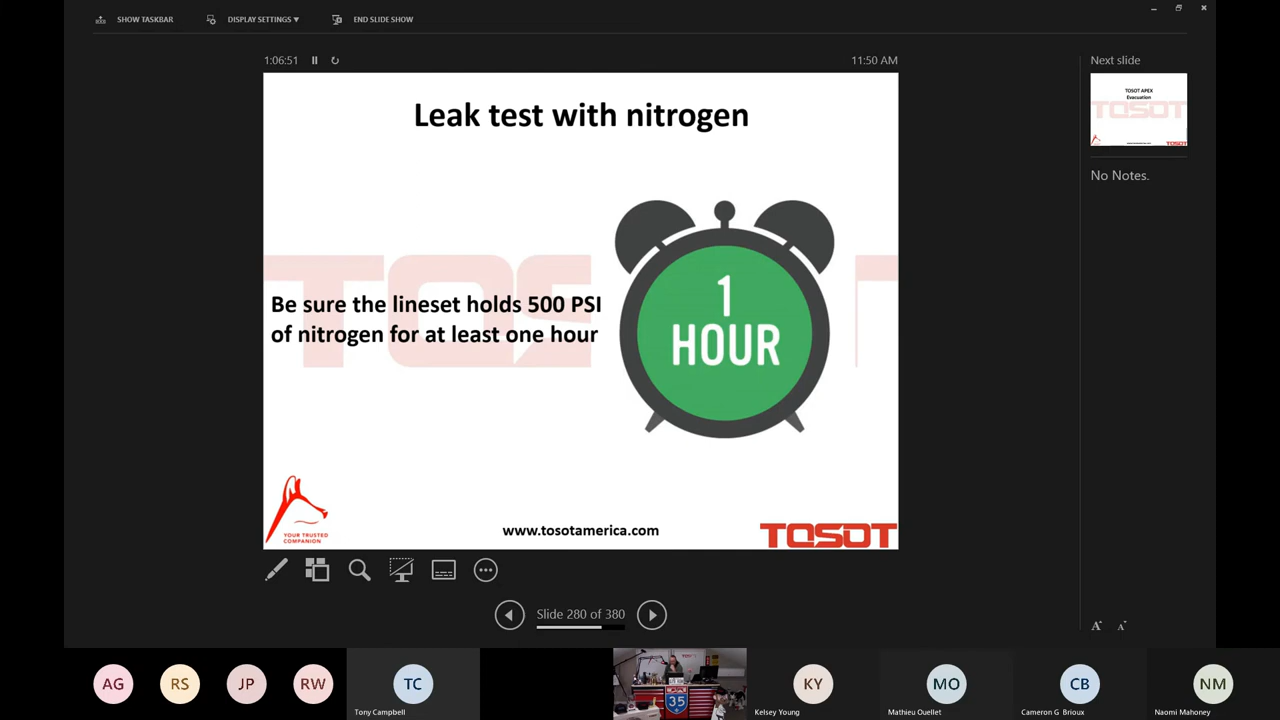 SHOW TASKBAR
DISPLAY SETTINGS ▼
END SLIDE SHOW
1:06:51
11:50 AM
Leak test with nitrogen
Be sure the lineset holds 500 PSI
of nitrogen for at least one hour
1
HOUR
YOUR TRUSTED
COMPANION
www.tosotamerica.com
TOSOT
Slide 280 of 380
Next slide
TOSOT APEX
Evacuation
TOSOT
TOSOT
No Notes.
A
A
AG
RS
JP
RW
TC
Tony Campbell
35
KY
Kelsey Young
MO
Mathieu Ouellet
CB
Cameron G Brioux
NM
Naomi Mahoney